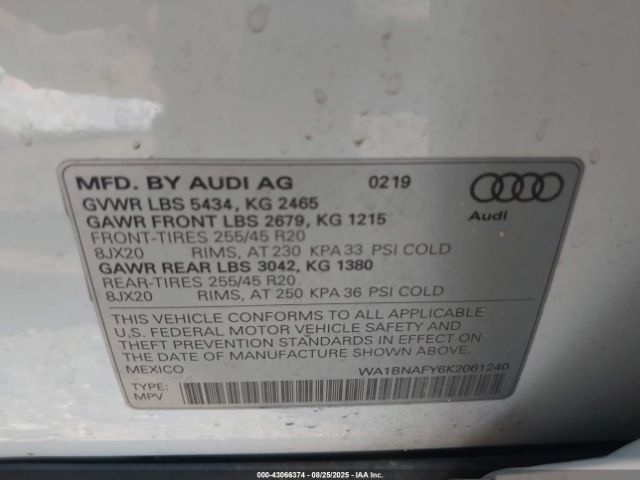 MFD. BY AUDI AG 0219
GVWR LBS 5434, KG 2465
GAWR FRONT LBS 2679, KG 1215
FRONT-TIRES 255/45 R20
8JX20 RIMS, AT 230 KPA 33 PSI COLD
GAWR REAR LBS 3042, KG 1380
REAR-TIRES 255/45 R20
8JX20 RIMS, AT 250 KPA 36 PSI COLD
Audi
THIS VEHICLE CONFORMS TO ALL APPLICABLE
U.S. FEDERAL MOTOR VEHICLE SAFETY AND
THEFT PREVENTION STANDARDS IN EFFECT ON
THE DATE OF MANUFACTURE SHOWN ABOVE.
MEXICO WA1BNAFY6K2061240
TYPE:
MPV
000-43066374 - 08/25/2025 - IAAI.COM